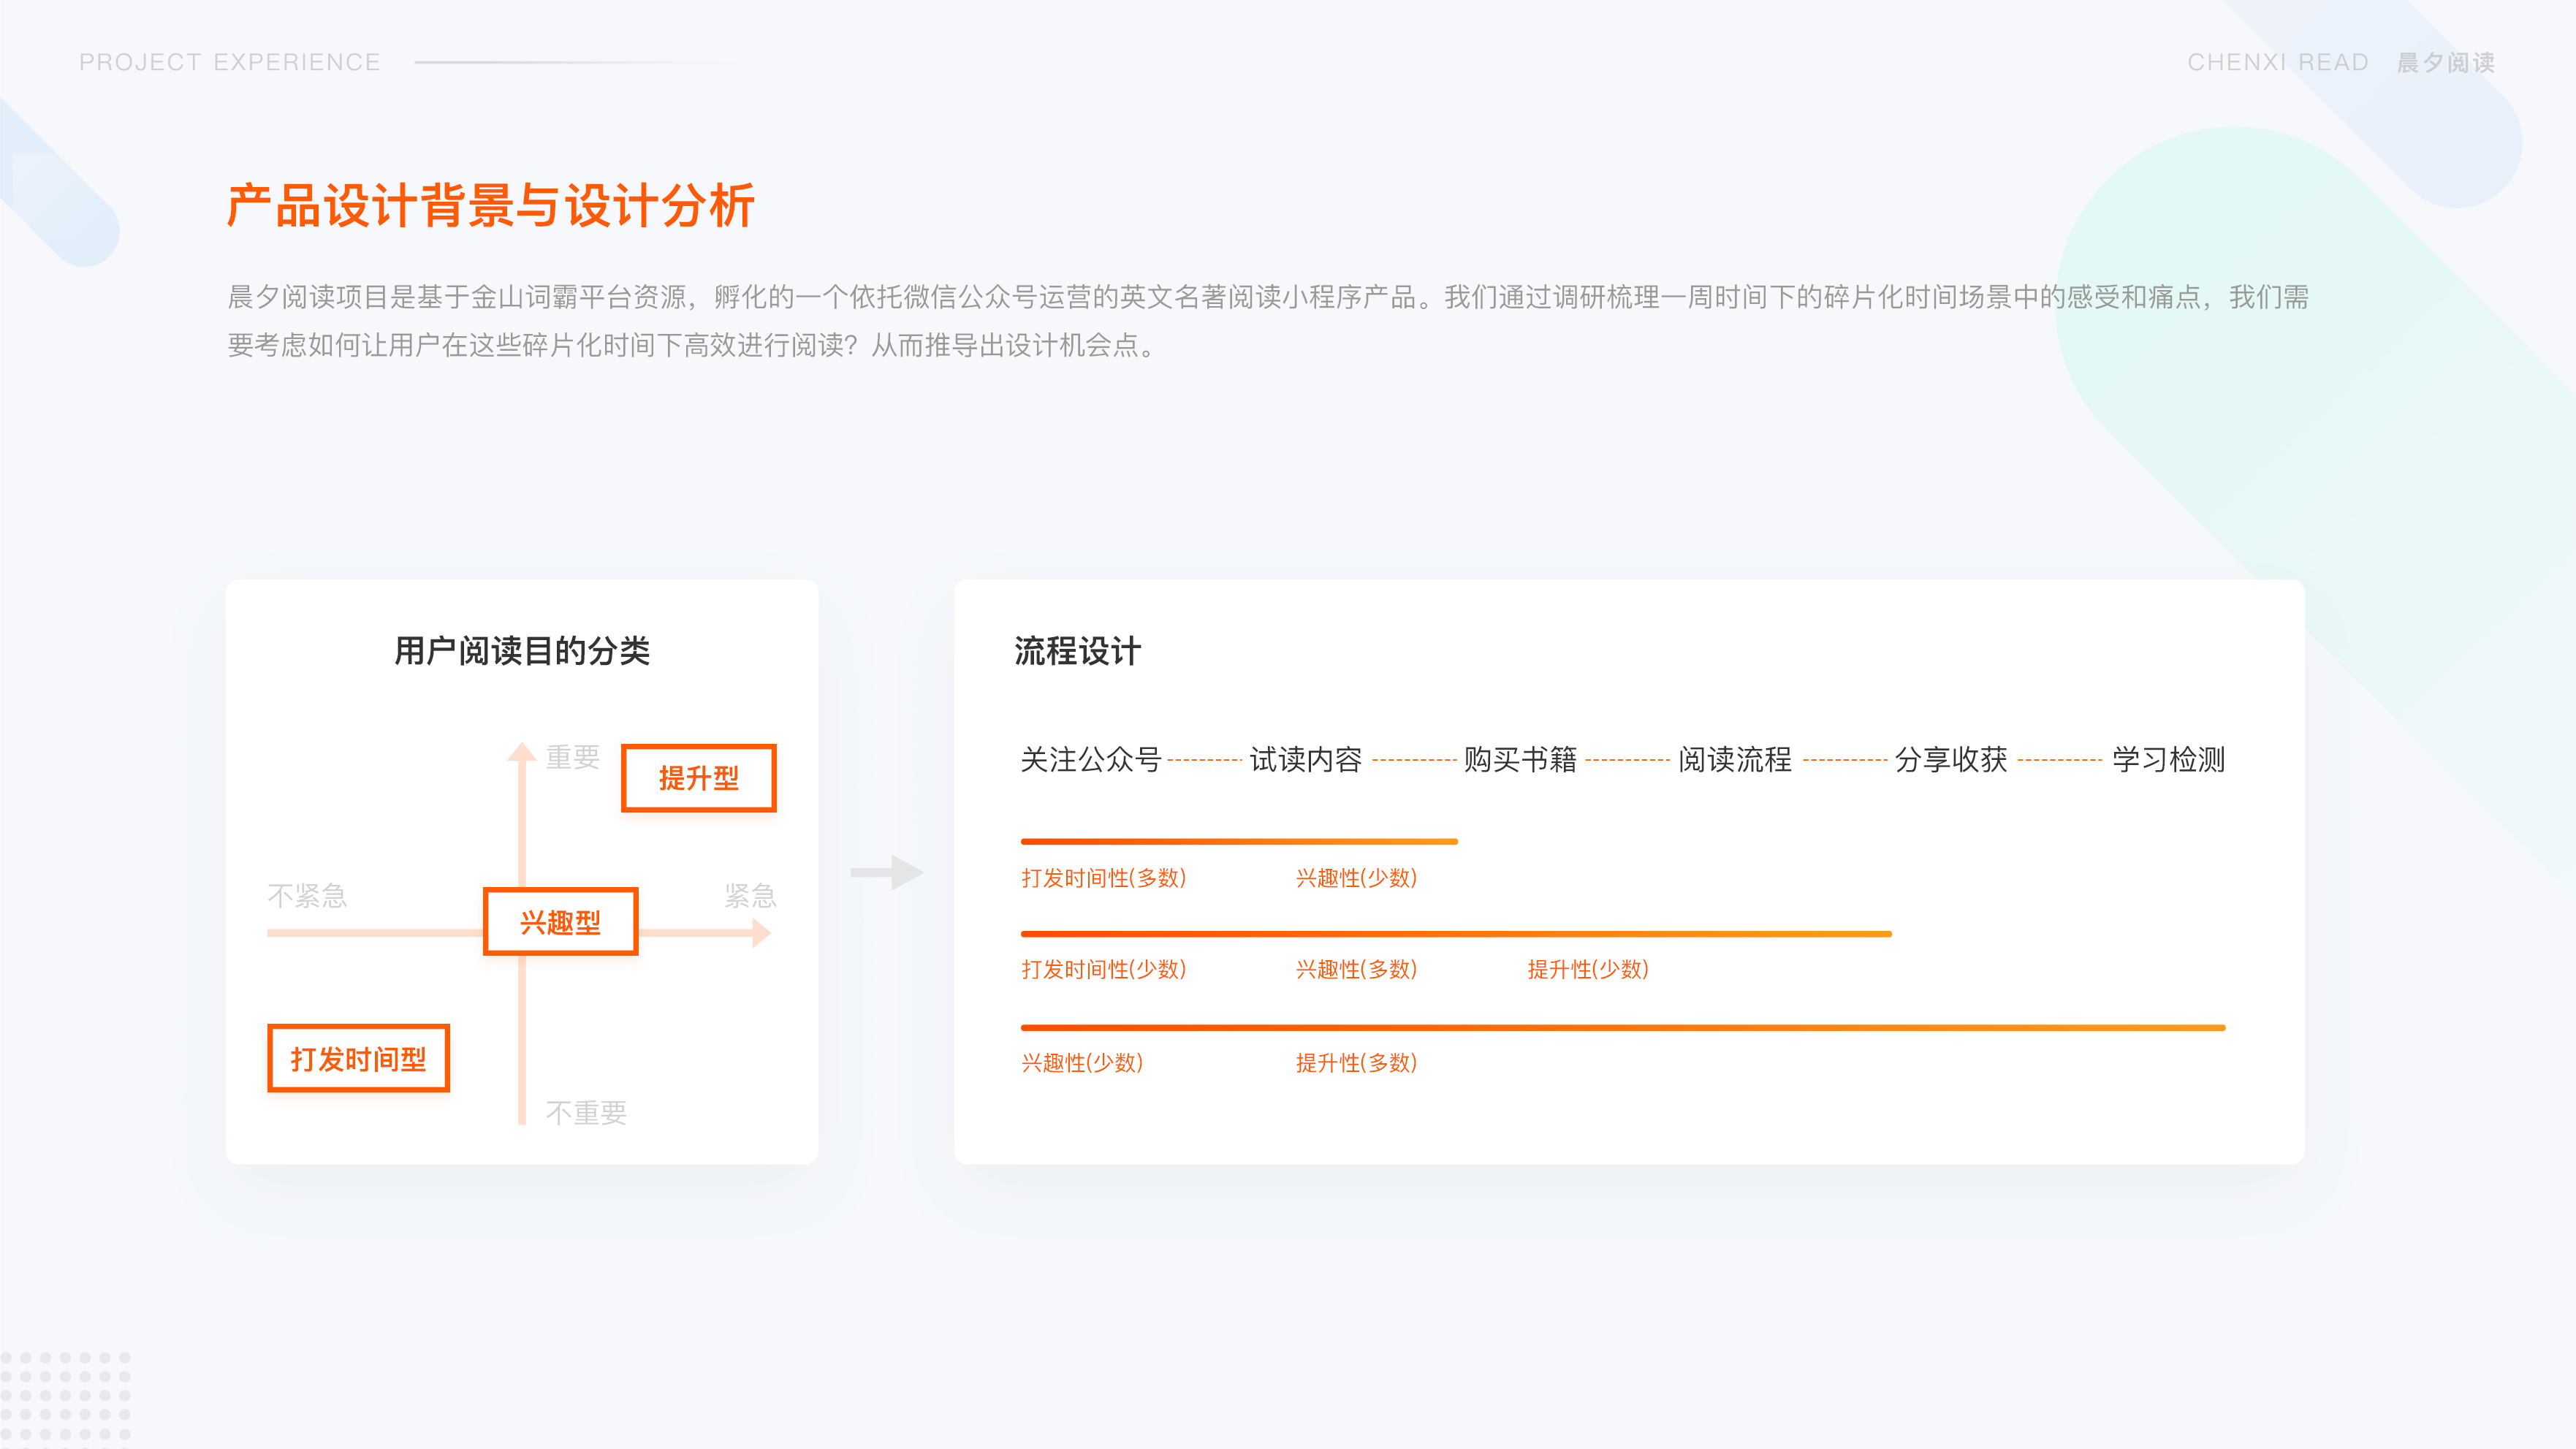 PROJECT EXPERIENCE
CHENXI READ 晨夕阅读
产品设计背景与设计分析
晨夕阅读项目是基于金山词霸平台资源，孵化的一个依托微信公众号运营的英文名著阅读小程序产品。我们通过调研梳理一周时间下的碎片化时间场景中的感受和痛点，我们需
要考虑如何让用户在这些碎片化时间下高效进行阅读？从而推导出设计机会点。
用户阅读目的分类
重要
提升型
不紧急
紧急
兴趣型
打发时间型
不重要
流程设计
关注公众号 试读内容 购买书籍 阅读流程 分享收获 学习检测
打发时间性(多数) 兴趣性(少数)
打发时间性(少数) 兴趣性(多数) 提升性(少数)
兴趣性(少数) 提升性(多数)